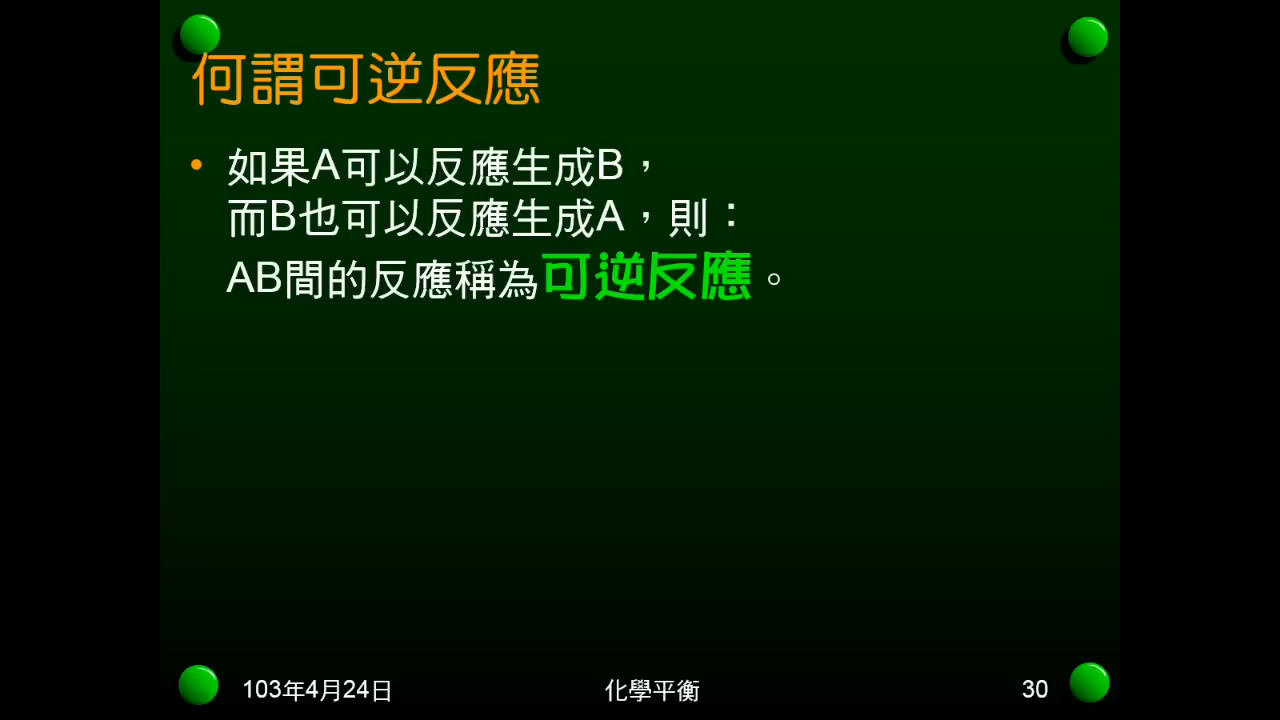 何謂可逆反應
• 如果A可以反應生成B，
而B也可以反應生成A，則：
AB間的反應稱為可逆反應。
103年4月24日
化學平衡
30